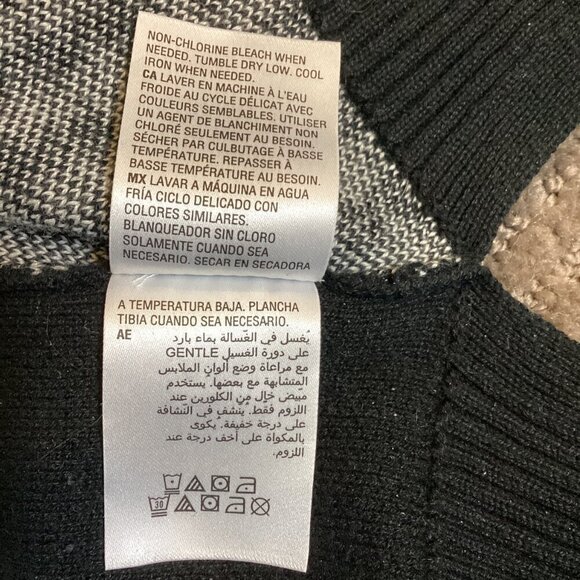 NON-CHLORINE BLEACH WHEN
NEEDED. TUMBLE DRY LOW. COOL
IRON WHEN NEEDED.
CA LAVER EN MACHINE À L'EAU
FROIDE AU CYCLE DÉLICAT AVEC
COULEURS SEMBLABLES. UTILISER
UN AGENT DE BLANCHIMENT NON
CHLORÉ SEULEMENT AU BESOIN.
SÉCHER PAR CULBUTAGE À BASSE
TEMPÉRATURE. REPASSER À
BASSE TEMPÉRATURE AU BESOIN.
MX LAVAR A MÁQUINA EN AGUA
FRÍA CICLO DELICADO CON
COLORES SIMILARES.
BLANQUEADOR SIN CLORO
SOLAMENTE CUANDO SEA
NECESARIO. SECAR EN SECADORA
A TEMPERATURA BAJA. PLANCHA
TIBIA CUANDO SEA NECESARIO.
AE يُغسل في الغسالة بماء بارد
على دورة الغسيل GENTLE
مع مراعاة وضع ألوان الملابس
المتشابهة مع بعضها. يستخدم
مبيّض خالٍ من الكلورين عند
اللزوم فقط. يُنشف في النشافة
على درجة خفيفة. يكوى
بالمكواة على أخف درجة عند
اللزوم.
30